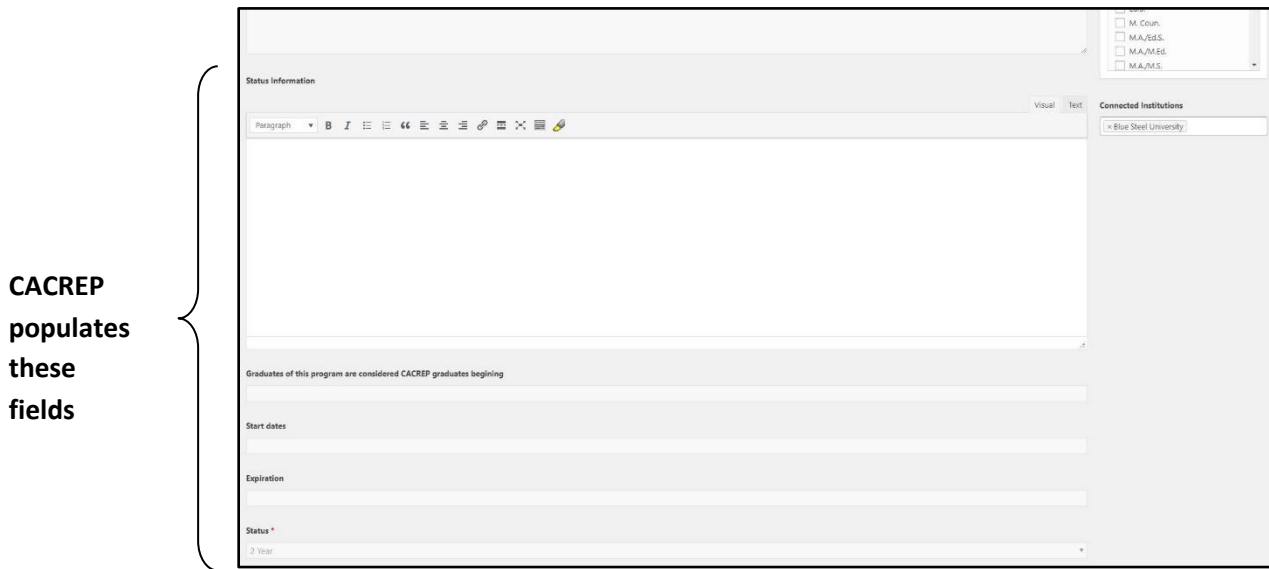 M. Coun.
M.A./Ed.S.
M.A./M.Ed.
M.A./M.S.
Status Information
Visual Text
Connected Institutions
Paragraph
× Blue Steel University
CACREP
populates
these
fields
Graduates of this program are considered CACREP graduates begining
Start dates
Expiration
Status *
2 Year